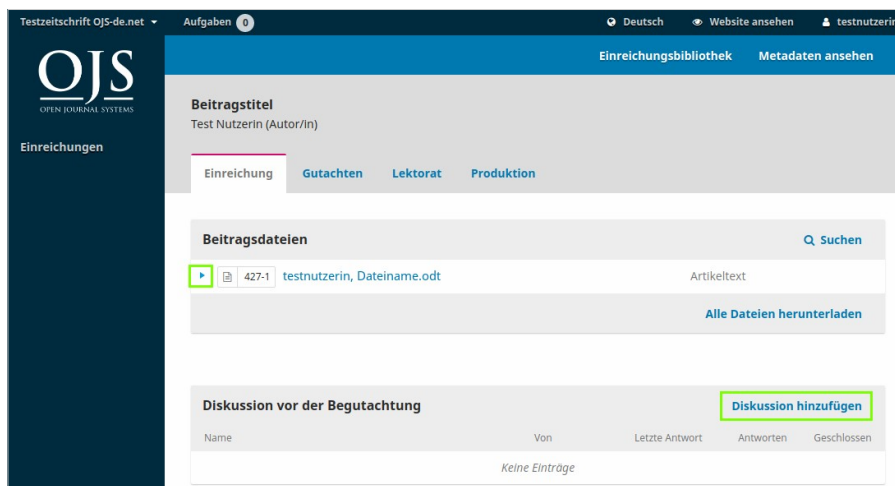 Testzeitschrift OJS-de.net Aufgaben 0 Deutsch Website ansehen testnutzerin
OJS
OPEN JOURNAL SYSTEMS
Einreichungen
Einreichungsbibliothek Metadaten ansehen
Beitragstitel
Test Nutzerin (Autor/in)
Einreichung Gutachten Lektorat Produktion
Beitragsdateien Suchen
427-1 testnutzerin, Dateiname.odt Artikeltext
Alle Dateien herunterladen
Diskussion vor der Begutachtung Diskussion hinzufügen
Name Von Letzte Antwort Antworten Geschlossen
Keine Einträge